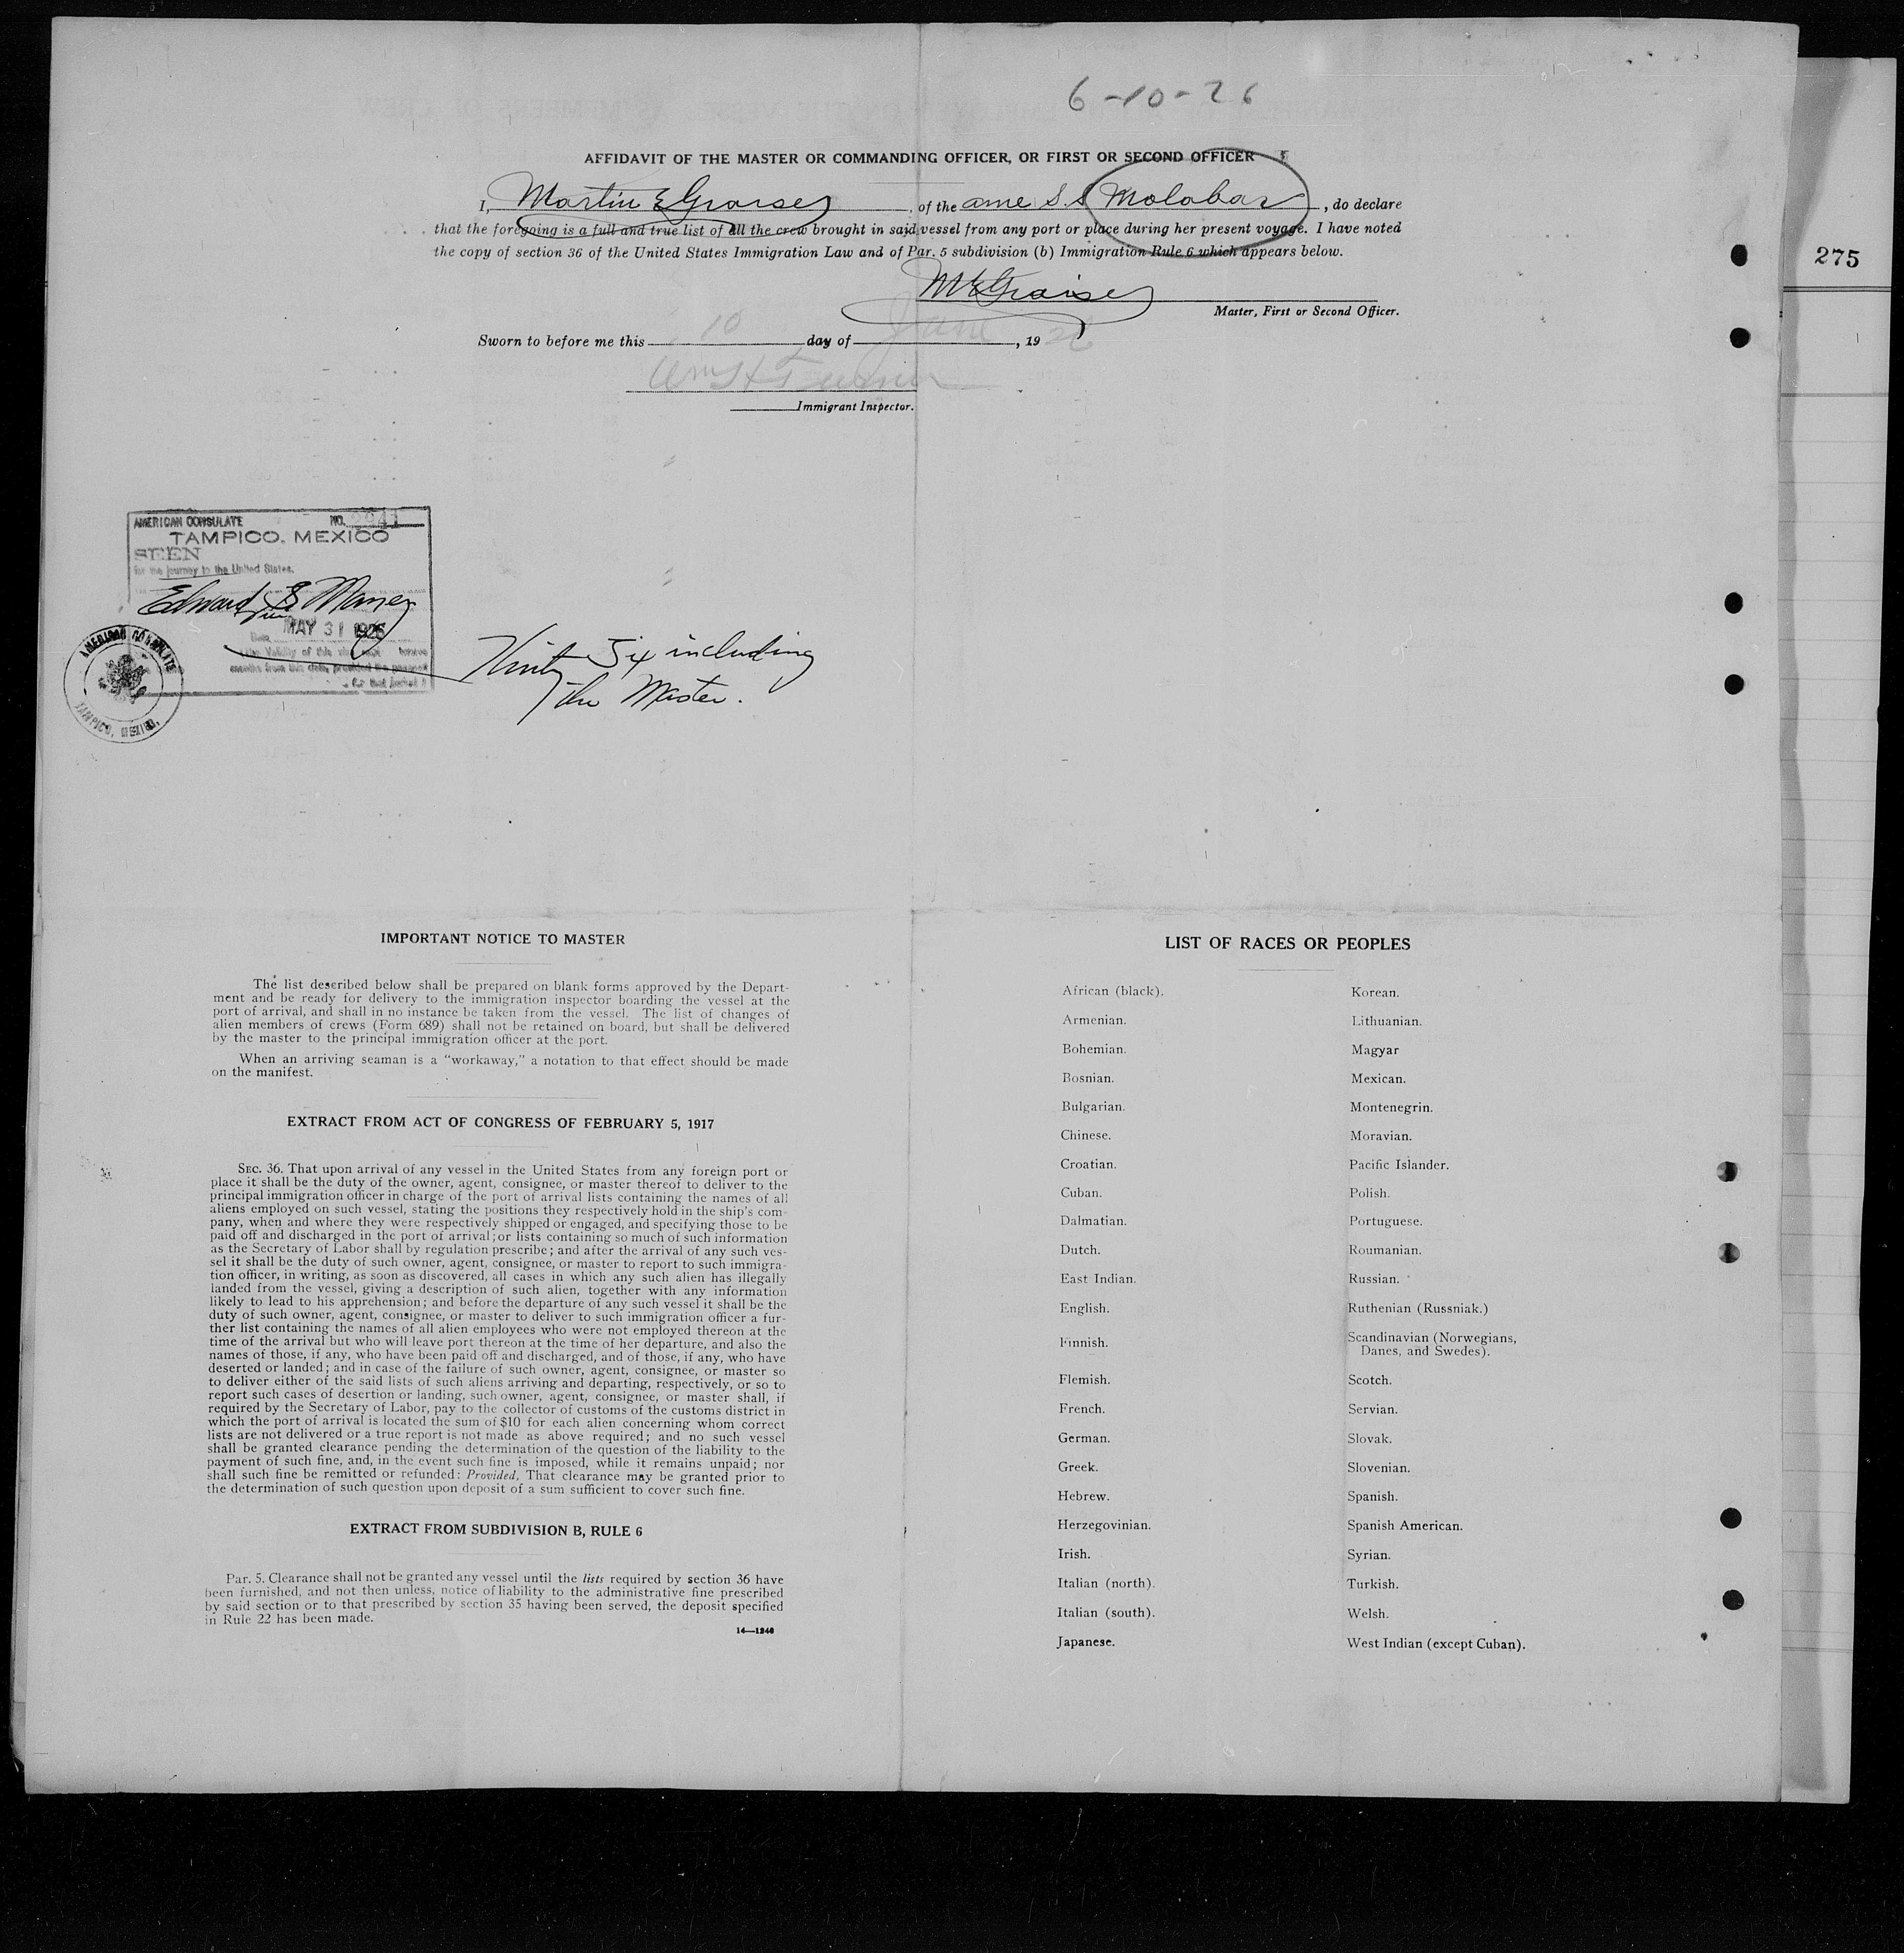 6-10-26
275
AFFIDAVIT OF THE MASTER OR COMMANDING OFFICER, OR FIRST OR SECOND OFFICER
I, Martin E , of the ame S.S Molabar , do declare
that the foregoing is a full and true list of all the crew brought in said vessel from any port or place during her present voyage. I have noted
the copy of section 36 of the United States Immigration Law and of Par. 5 subdivision (b) Immigration Rule 6 which appears below.
Master, First or Second Officer.
Sworn to before me this 10 day of June , 19 26
Wm H Turner
Immigrant Inspector.
AMERICAN CONSULATE NO.
TAMPICO. MEXICO
SEEN
for the journey to the United States.
Edward S Maney
Date MAY 31 1926
AMERICAN CONSULATE
TAMPICO, MEXICO.
Thirty Six including
the Master.
IMPORTANT NOTICE TO MASTER
The list described below shall be prepared on blank forms approved by the Depart-
ment and be ready for delivery to the immigration inspector boarding the vessel at the
port of arrival, and shall in no instance be taken from the vessel. The list of changes of
alien members of crews (Form 689) shall not be retained on board, but shall be delivered
by the master to the principal immigration officer at the port.
When an arriving seaman is a "workaway," a notation to that effect should be made
on the manifest.
EXTRACT FROM ACT OF CONGRESS OF FEBRUARY 5, 1917
SEC. 36. That upon arrival of any vessel in the United States from any foreign port or
place it shall be the duty of the owner, agent, consignee, or master thereof to deliver to the
principal immigration officer in charge of the port of arrival lists containing the names of all
aliens employed on such vessel, stating the positions they respectively hold in the ship's com-
pany, when and where they were respectively shipped or engaged, and specifying those to be
paid off and discharged in the port of arrival; or lists containing so much of such information
as the Secretary of Labor shall by regulation prescribe; and after the arrival of any such ves-
sel it shall be the duty of such owner, agent, consignee, or master to report to such immigra-
tion officer, in writing, as soon as discovered, all cases in which any such alien has illegally
landed from the vessel, giving a description of such alien, together with any information
likely to lead to his apprehension; and before the departure of any such vessel it shall be the
duty of such owner, agent, consignee, or master to deliver to such immigration officer a fur-
ther list containing the names of all alien employees who were not employed thereon at the
time of the arrival but who will leave port thereon at the time of her departure, and also the
names of those, if any, who have been paid off and discharged, and of those, if any, who have
deserted or landed; and in case of the failure of such owner, agent, consignee, or master so
to deliver either of the said lists of such aliens arriving and departing, respectively, or so to
report such cases of desertion or landing, such owner, agent, consignee, or master shall, if
required by the Secretary of Labor, pay to the collector of customs of the customs district in
which the port of arrival is located the sum of $10 for each alien concerning whom correct
lists are not delivered or a true report is not made as above required; and no such vessel
shall be granted clearance pending the determination of the question of the liability to the
payment of such fine, and, in the event such fine is imposed, while it remains unpaid; nor
shall such fine be remitted or refunded: Provided, That clearance may be granted prior to
the determination of such question upon deposit of a sum sufficient to cover such fine.
EXTRACT FROM SUBDIVISION B, RULE 6
Par. 5. Clearance shall not be granted any vessel until the lists required by section 36 have
been furnished, and not then unless, notice of liability to the administrative fine prescribed
by said section or to that prescribed by section 35 having been served, the deposit specified
in Rule 22 has been made.
14—1240
LIST OF RACES OR PEOPLES
African (black). Korean.
Armenian. Lithuanian.
Bohemian. Magyar
Bosnian. Mexican.
Bulgarian. Montenegrin.
Chinese. Moravian.
Croatian. Pacific Islander.
Cuban. Polish.
Dalmatian. Portuguese.
Dutch. Roumanian.
East Indian. Russian.
English. Ruthenian (Russniak.)
Finnish. Scandinavian (Norwegians,
Danes, and Swedes).
Flemish. Scotch.
French. Servian.
German. Slovak.
Greek. Slovenian.
Hebrew. Spanish.
Herzegovinian. Spanish American.
Irish. Syrian.
Italian (north). Turkish.
Italian (south). Welsh.
Japanese. West Indian (except Cuban).